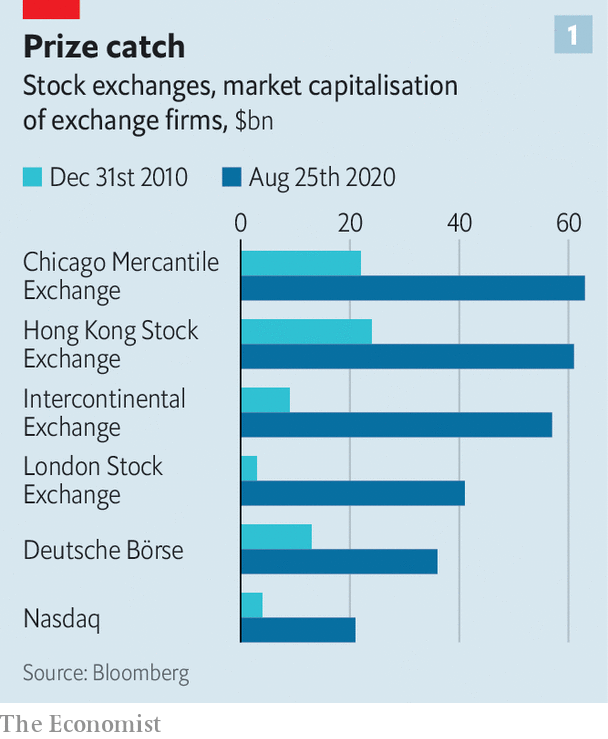 Prize catch
1
Stock exchanges, market capitalisation
of exchange firms, $bn
Dec 31st 2010
Aug 25th 2020
0 20 40 60
Chicago Mercantile
Exchange
Hong Kong Stock
Exchange
Intercontinental
Exchange
London Stock
Exchange
Deutsche Börse
Nasdaq
Source: Bloomberg
The Economist